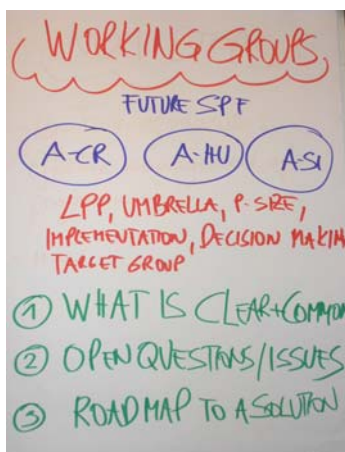 WORKING GROUPS
FUTURE SPF
A-CR A-HU A-SI
LPP, UMBRELLA, P-SIZE,
IMPLEMENTATION, DECISION MAKIN
TARGET GROUP
1 WHAT IS CLEAR+COMMON
2 OPEN QUESTIONS/ISSUES
3 ROADMAP TO A SOLUTION